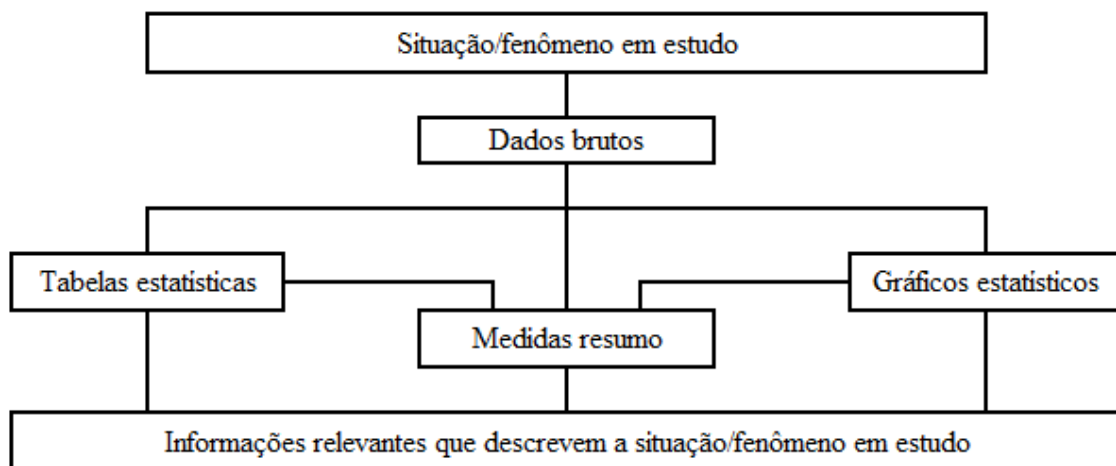 Situação/fenômeno em estudo
Dados brutos
Tabelas estatísticas
Gráficos estatísticos
Medidas resumo
Informações relevantes que descrevem a situação/fenômeno em estudo